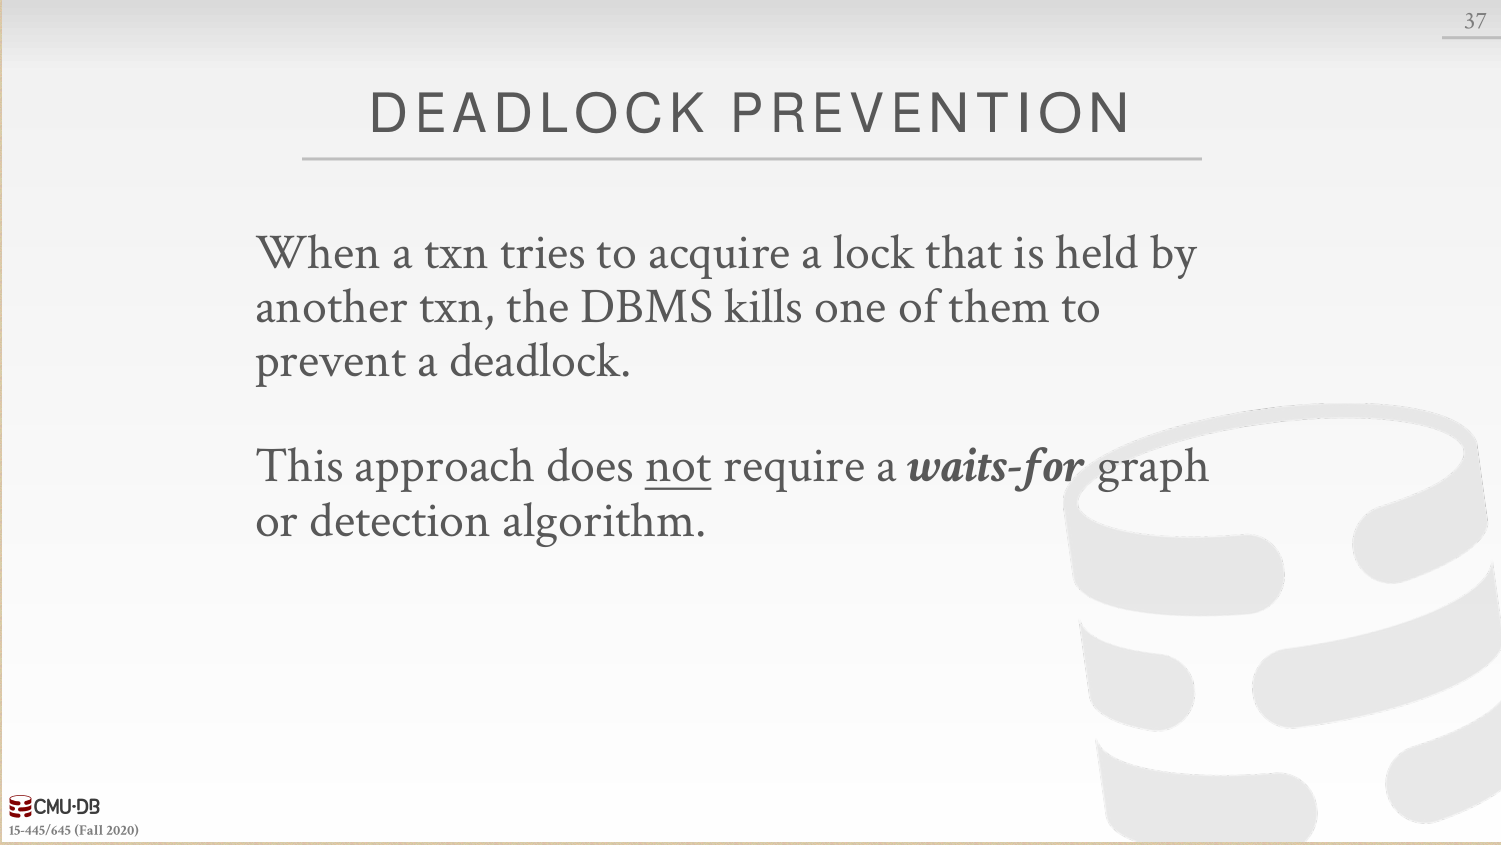 37
DEADLOCK PREVENTION
When a txn tries to acquire a lock that is held by
another txn, the DBMS kills one of them to
prevent a deadlock.
This approach does not require a waits-for graph
or detection algorithm.
CMU·DB
15-445/645 (Fall 2020)